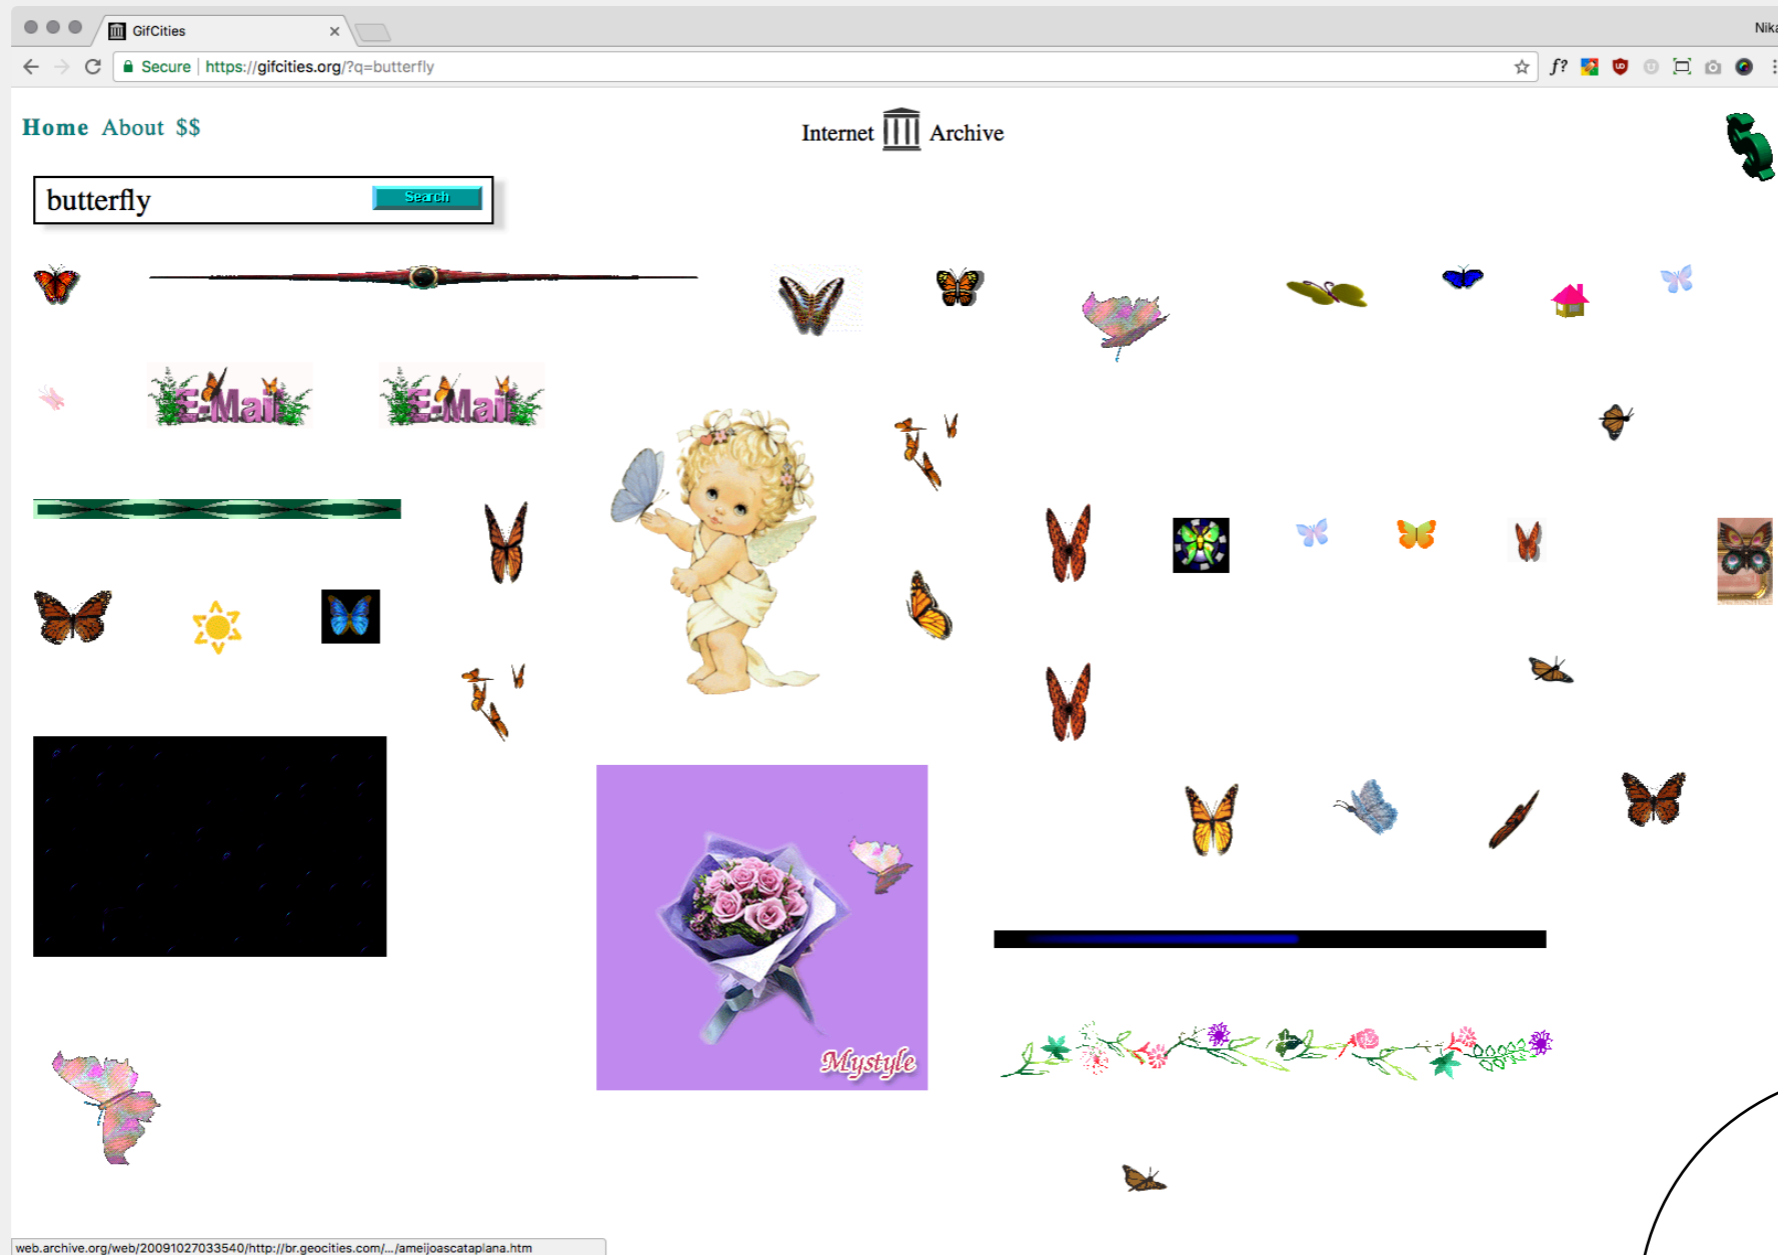 GifCities
Nika
Secure | https://gifcities.org/?q=butterfly
f?
Home About $$
Internet Archive
butterfly
Search
E-Mail E-Mail
Mystyle
web.archive.org/web/20091027033540/http://br.geocities.com/.../ameijoascataplana.htm